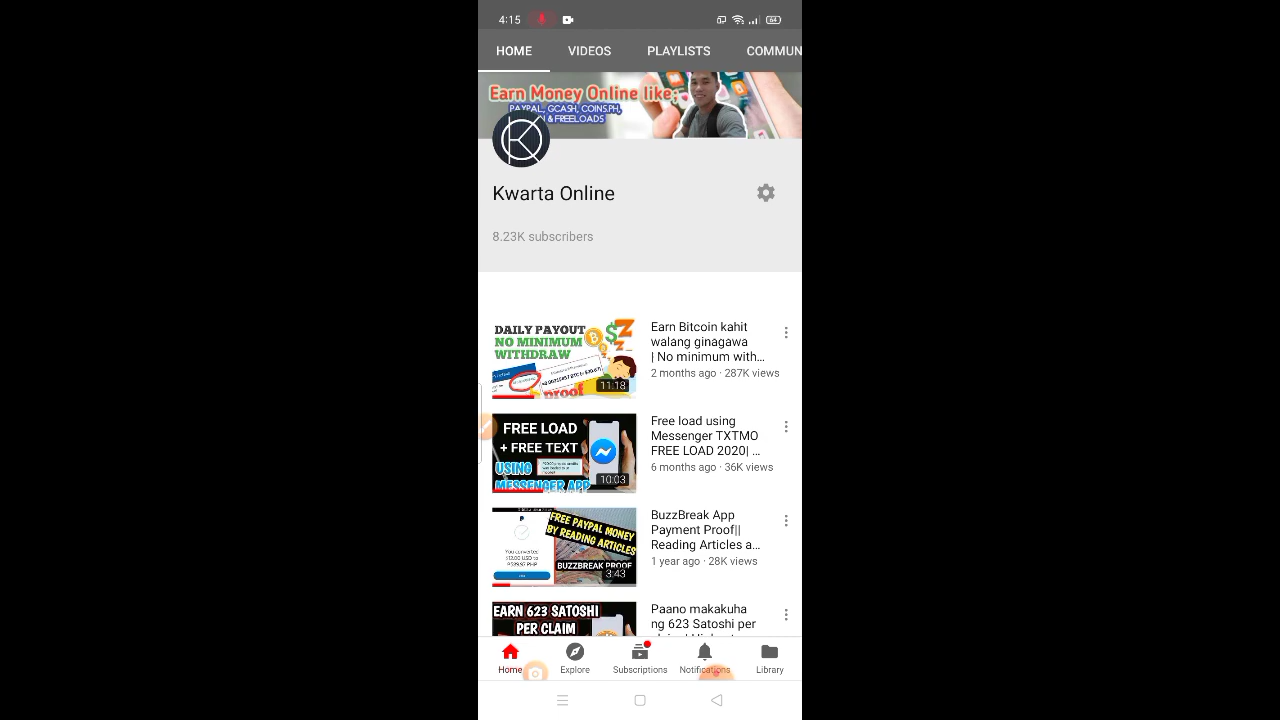 4:15
64
HOME VIDEOS PLAYLISTS COMMUN
Earn Money Online like;
PAYPAL, GCASH, COINS.PH,
& FREELOADS
Kwarta Online
8.23K subscribers
DAILY PAYOUT
NO MINIMUM
WITHDRAW
proof
11:18
Earn Bitcoin kahit
walang ginagawa
| No minimum with...
2 months ago · 287K views
FREE LOAD
+ FREE TEXT
USING
MESSENGER APP
10:03
Free load using
Messenger TXTMO
FREE LOAD 2020| ...
6 months ago · 36K views
FREE PAYPAL MONEY
BY READING ARTICLES
You converted
BUZZBREAK PROOF
3:43
BuzzBreak App
Payment Proof||
Reading Articles a...
1 year ago · 28K views
EARN 623 SATOSHI
PER CLAIM
Paano makakuha
ng 623 Satoshi per
Home Explore Subscriptions Notifications Library